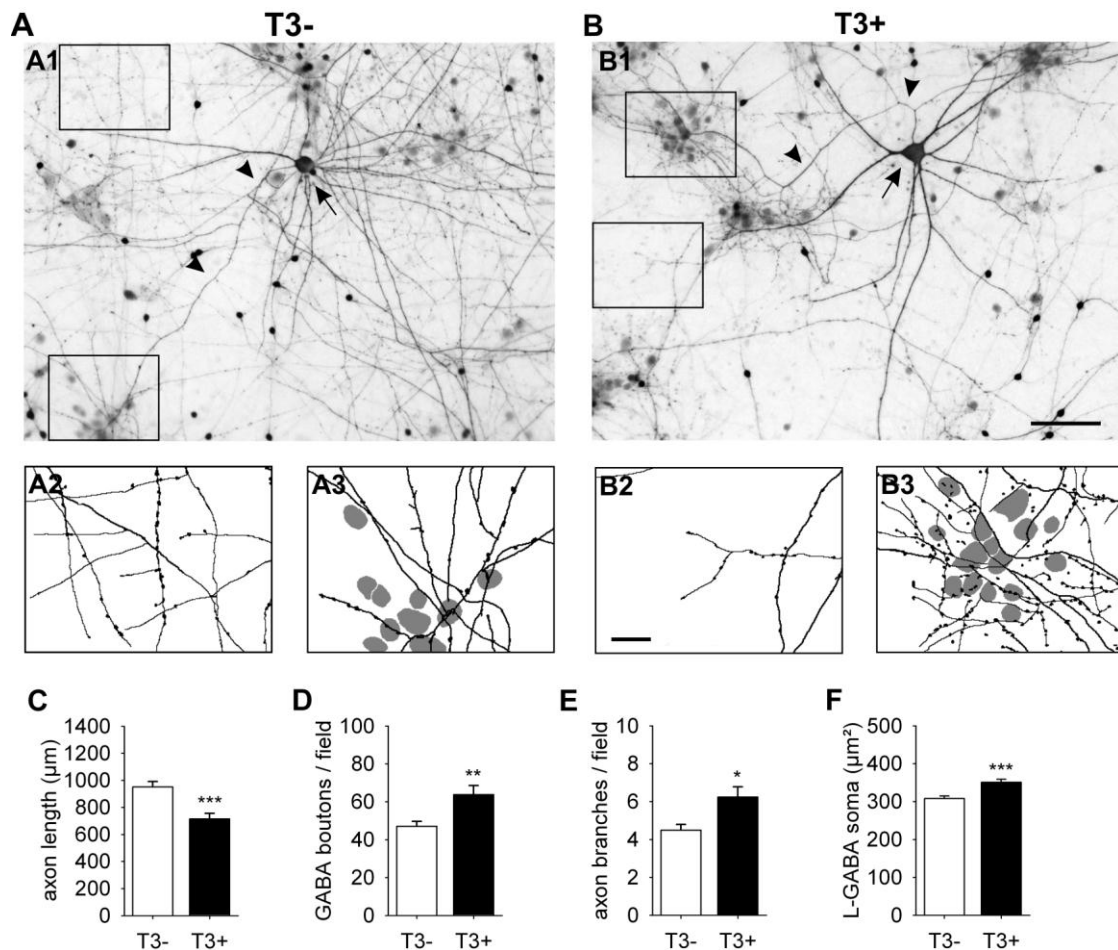 A T3- B T3+
A1 B1
A2 A3 B2 B3
C D E F
axon length (µm)
1400
1200
1000
800
600
400
200
0
***
T3- T3+
GABA boutons / field
100
80
60
40
20
0
**
T3- T3+
axon branches / field
10
8
6
4
2
0
*
T3- T3+
L-GABA soma (µm²)
500
400
300
200
100
0
***
T3- T3+